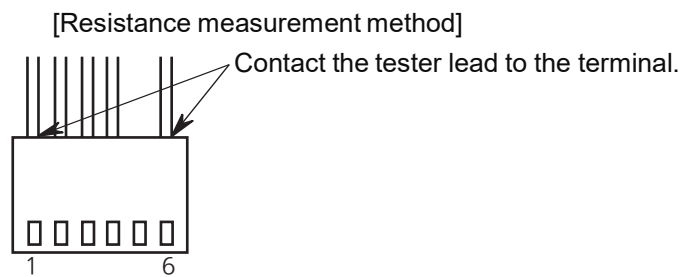 [Resistance measurement method]
Contact the tester lead to the terminal.
1 6